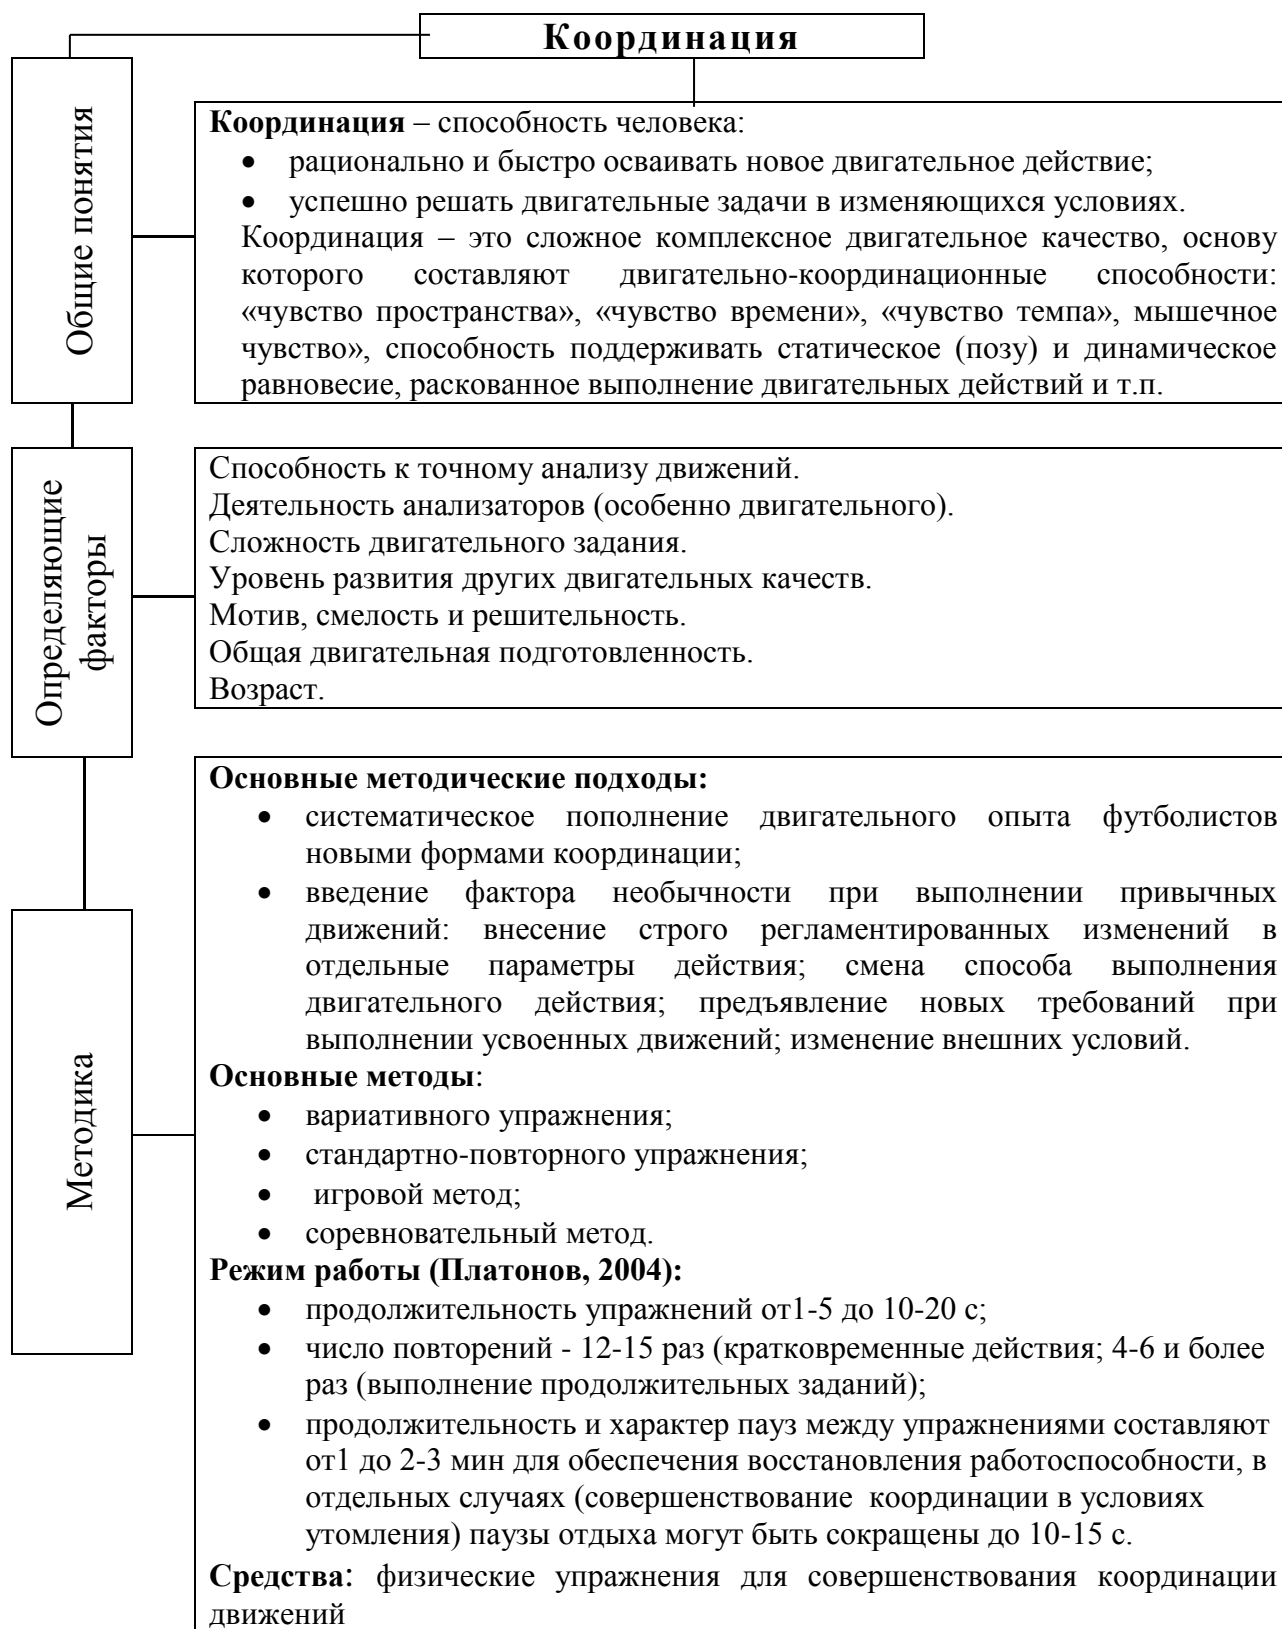 Координация
Общие понятия
Координация – способность человека:
• рационально и быстро осваивать новое двигательное действие;
• успешно решать двигательные задачи в изменяющихся условиях.
Координация – это сложное комплексное двигательное качество, основу
которого составляют двигательно-координационные способности:
«чувство пространства», «чувство времени», «чувство темпа», мышечное
чувство», способность поддерживать статическое (позу) и динамическое
равновесие, раскованное выполнение двигательных действий и т.п.
Определяющие
факторы
Способность к точному анализу движений.
Деятельность анализаторов (особенно двигательного).
Сложность двигательного задания.
Уровень развития других двигательных качеств.
Мотив, смелость и решительность.
Общая двигательная подготовленность.
Возраст.
Методика
Основные методические подходы:
• систематическое пополнение двигательного опыта футболистов
новыми формами координации;
• введение фактора необычности при выполнении привычных
движений: внесение строго регламентированных изменений в
отдельные параметры действия; смена способа выполнения
двигательного действия; предъявление новых требований при
выполнении усвоенных движений; изменение внешних условий.
Основные методы:
• вариативного упражнения;
• стандартно-повторного упражнения;
• игровой метод;
• соревновательный метод.
Режим работы (Платонов, 2004):
• продолжительность упражнений от1-5 до 10-20 с;
• число повторений - 12-15 раз (кратковременные действия; 4-6 и более
раз (выполнение продолжительных заданий);
• продолжительность и характер пауз между упражнениями составляют
от1 до 2-3 мин для обеспечения восстановления работоспособности, в
отдельных случаях (совершенствование координации в условиях
утомления) паузы отдыха могут быть сокращены до 10-15 с.
Средства: физические упражнения для совершенствования координации
движений